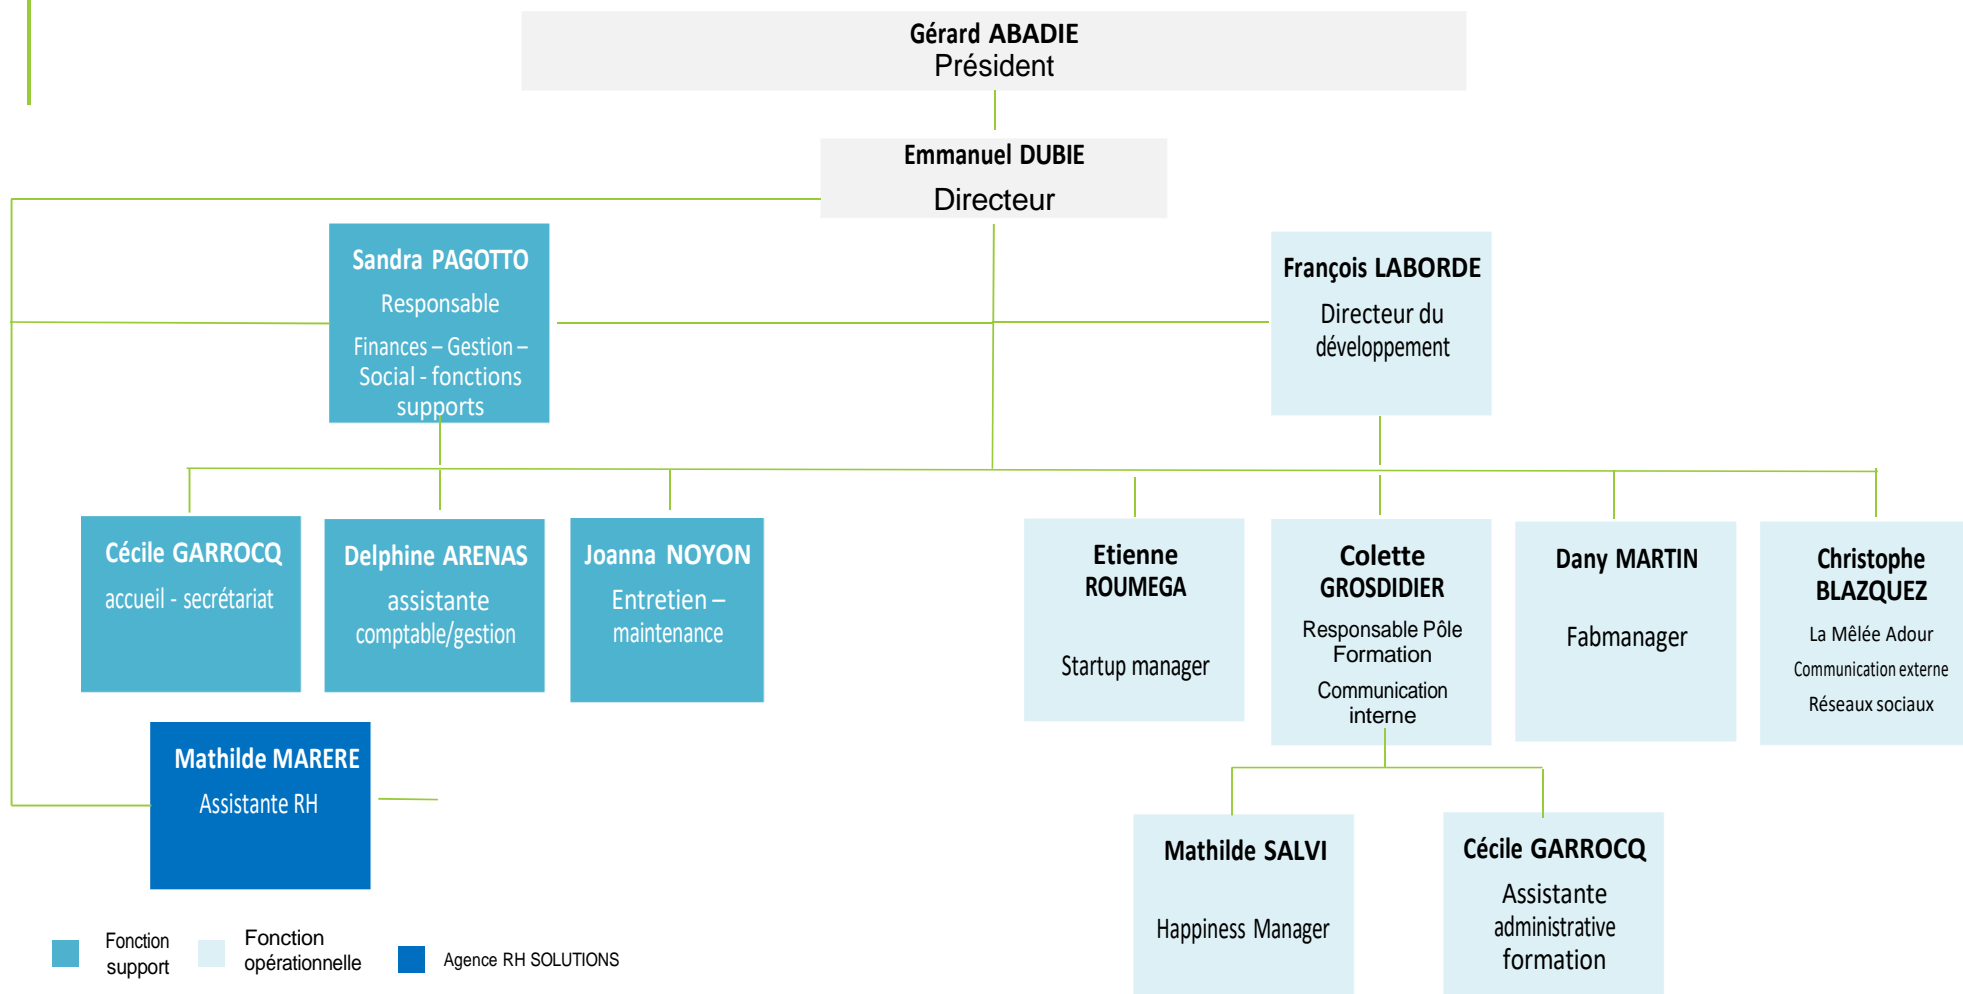 Gérard ABADIE
Président
Emmanuel DUBIE
Directeur
Sandra PAGOTTO
Responsable
Finances – Gestion –
Social - fonctions
supports
François LABORDE
Directeur du
développement
Cécile GARROCQ
accueil - secrétariat
Delphine ARENAS
assistante
comptable/gestion
Joanna NOYON
Entretien –
maintenance
Etienne
ROUMEGA
Startup manager
Colette
GROSDIDIER
Responsable Pôle
Formation
Communication
interne
Dany MARTIN
Fabmanager
Christophe
BLAZQUEZ
La Mêlée Adour
Communication externe
Réseaux sociaux
Mathilde MARERE
Assistante RH
Mathilde SALVI
Happiness Manager
Cécile GARROCQ
Assistante
administrative
formation
Fonction
support
Fonction
opérationnelle
Agence RH SOLUTIONS